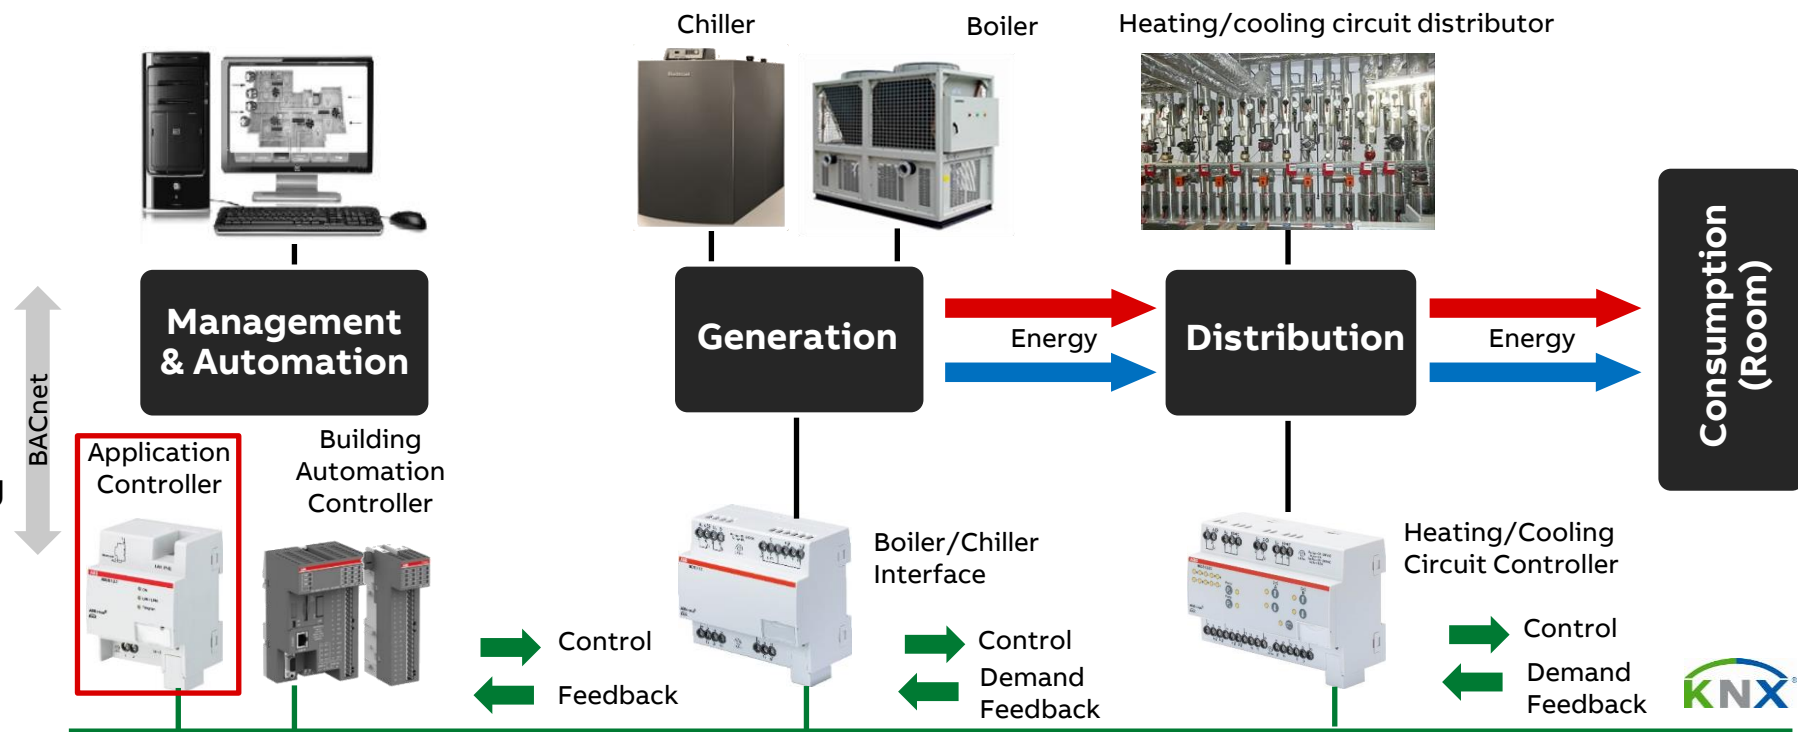 Chiller
Boiler
Heating/cooling circuit distributor
Management
& Automation
Generation
Energy
Distribution
Energy
Consumption
(Room)
BACnet
g
Application
Controller
Building
Automation
Controller
Boiler/Chiller
Interface
Heating/Cooling
Circuit Controller
Control
Feedback
Control
Demand
Feedback
Control
Demand
Feedback
KNX®
ABB